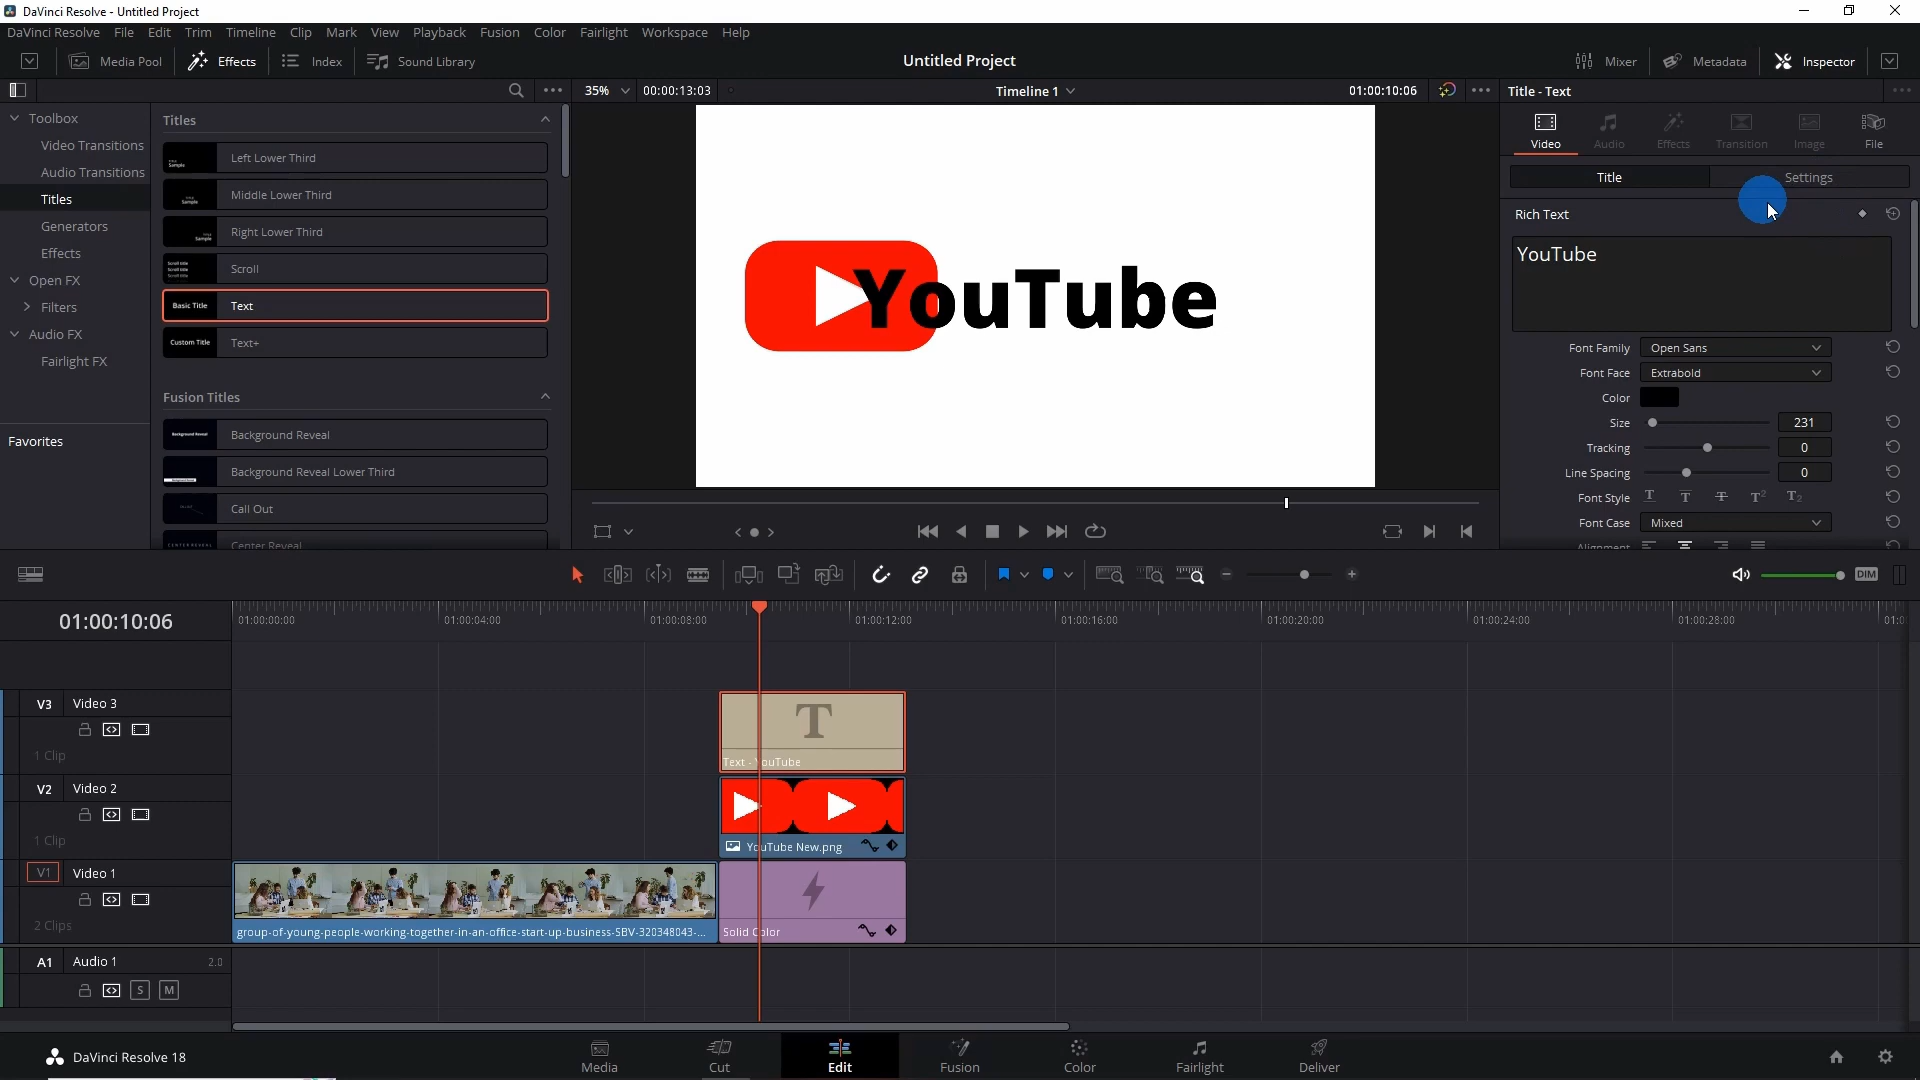 DaVinci Resolve - Untitled Project
DaVinci Resolve File Edit Trim Timeline Clip Mark View Playback Fusion Color Fairlight Workspace Help
Media Pool Effects Index Sound Library Untitled Project Mixer Metadata Inspector
35% 00:00:13:03 Timeline 1 01:00:10:06 Title - Text
Toolbox
Video Transitions
Audio Transitions
Titles
Generators
Effects
Open FX
Filters
Audio FX
Fairlight FX
Favorites
Titles
Left Lower Third
Middle Lower Third
Right Lower Third
Scroll
Basic Title Text
Custom Title Text+
Fusion Titles
Background Reveal
Background Reveal Lower Third
Call Out
Center Reveal
YouTube
Video Audio Effects Transition Image File
Title Settings
Rich Text
YouTube
Font Family Open Sans
Font Face Extrabold
Color
Size 231
Tracking 0
Line Spacing 0
Font Style T T T T2 T2
Font Case Mixed
Alignment
DIM
01:00:10:06
01:00:00:00 01:00:04:00 01:00:08:00 01:00:12:00 01:00:16:00 01:00:20:00 01:00:24:00 01:00:28:00
V3 Video 3
1 Clip
T
Text - YouTube
V2 Video 2
1 Clip
YouTube New.png
V1 Video 1
2 Clips
group-of-young-people-working-together-in-an-office-start-up-business-SBV-320348043-...
Solid Color
A1 Audio 1 2.0
S M
DaVinci Resolve 18
Media Cut Edit Fusion Color Fairlight Deliver